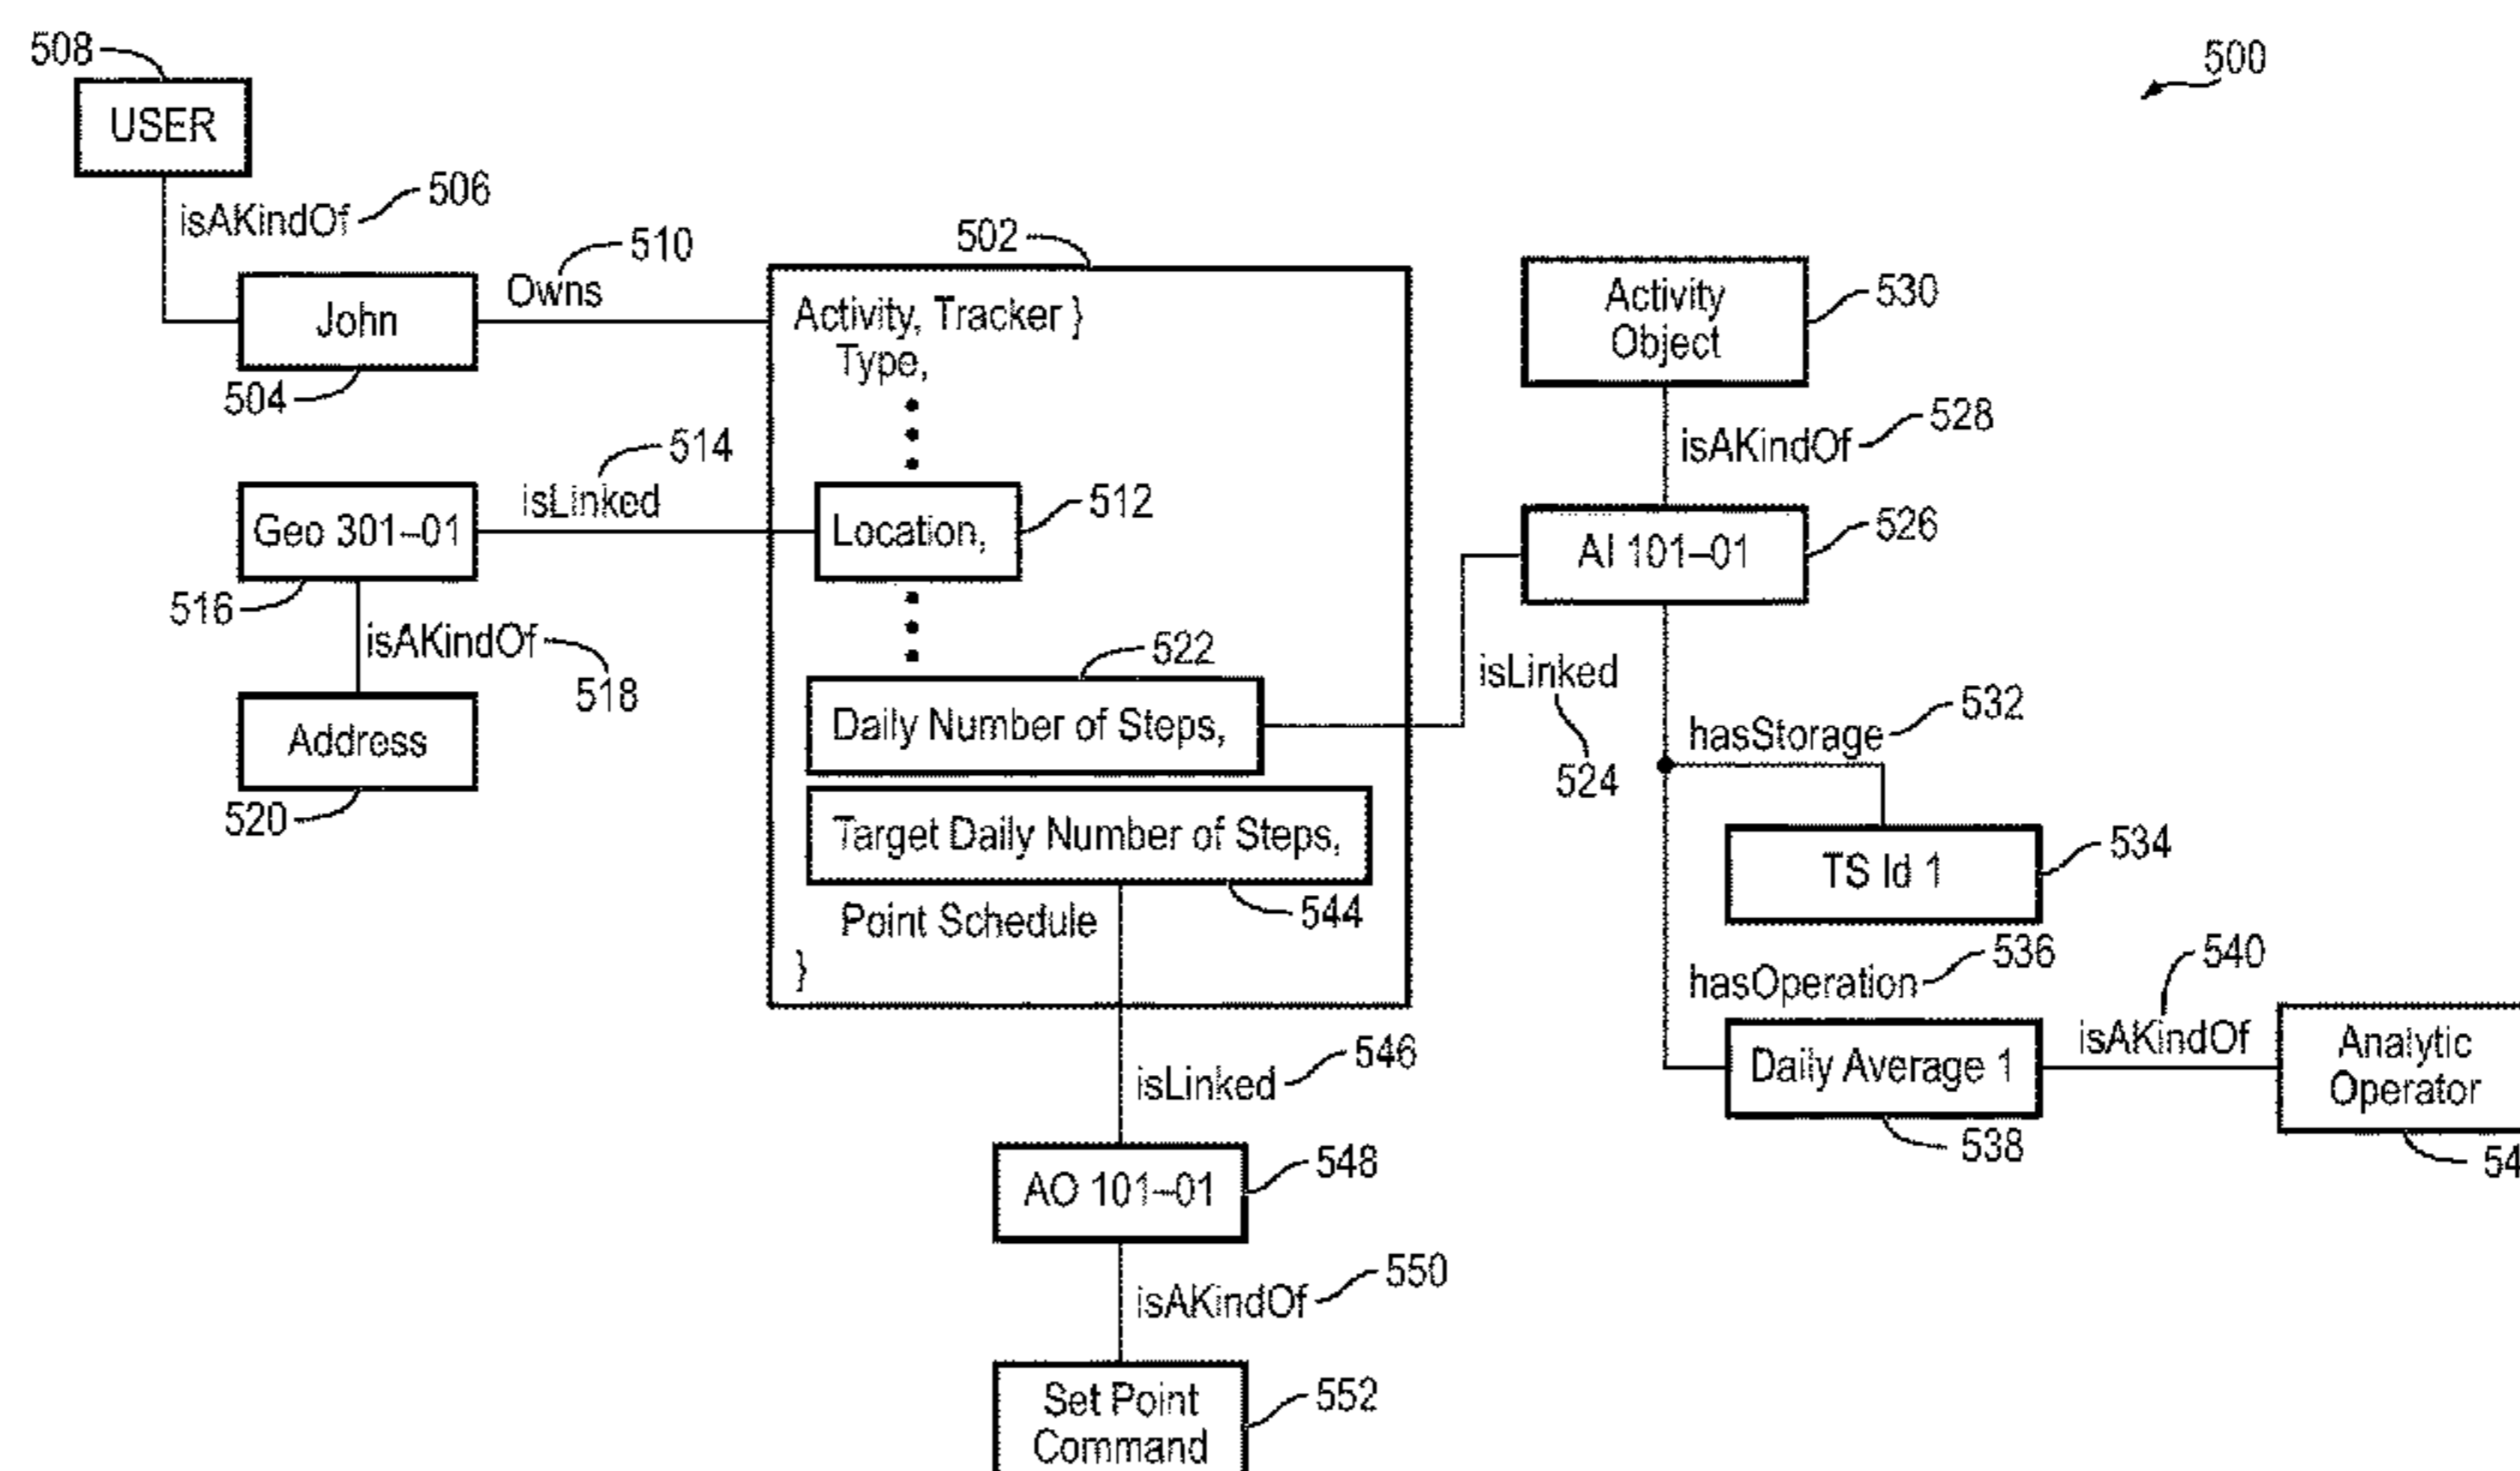 508
500
USER
506
isAKindOf
510
502
Owns
John
504
Activity, Tracker }
Type,
Activity
Object
530
514
isLinked
528
isAKindOf
Geo 301-01
Location,
512
526
AI 101-01
516
isAKindOf
518
522
isLinked
524
Address
520
Daily Number of Steps,
532
hasStorage
Target Daily Number of Steps,
544
TS Id 1
534
Point Schedule
}
536
hasOperation
540
isAKindOf
Daily Average 1
538
Analytic
Operator
546
isLinked
AO 101-01
548
550
isAKindOf
Set Point
Command
552